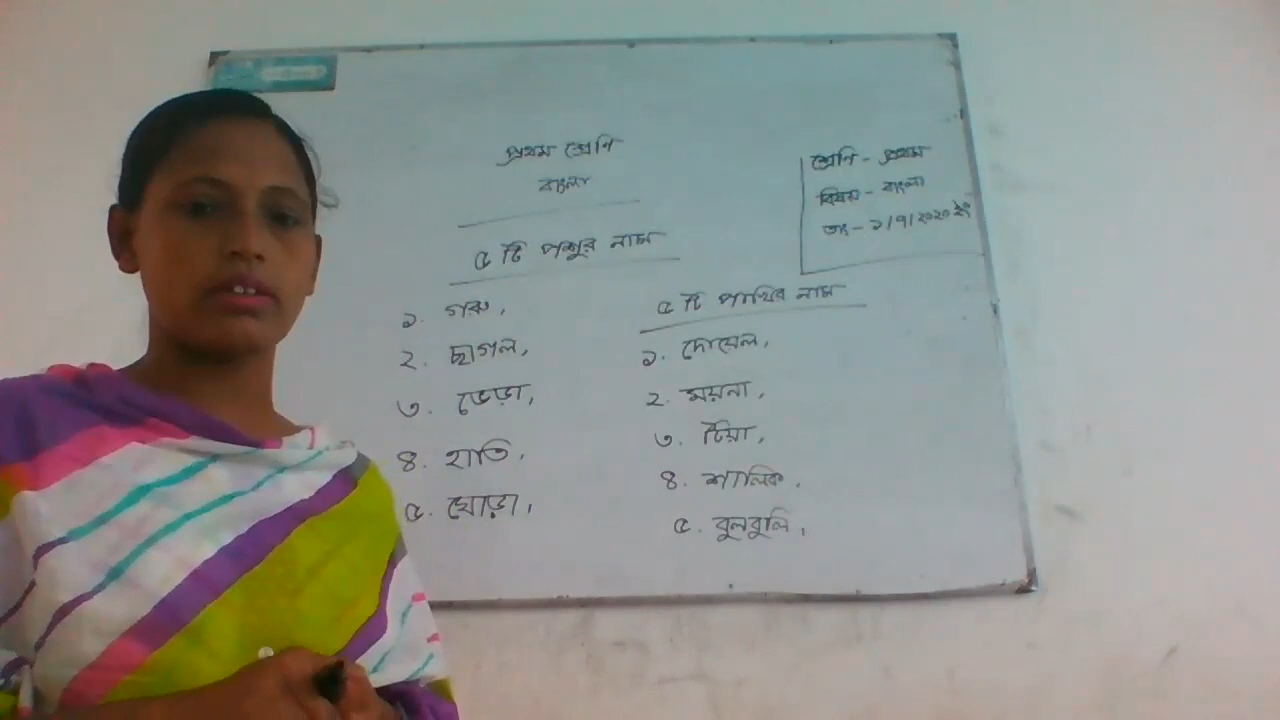 প্রথম শ্রেণি
বাংলা
শ্রেণি - প্রথম
বিষয় - বাংলা
তাং - ১/৭/২০২০ ইং
৫ টি পশুর নাম
১. গরু,
২. ছাগল,
৩. ভেড়া,
৪. হাতি,
৫. ঘোড়া,
৫ টি পাখির নাম
১. দোয়েল,
২. ময়না,
৩. টিয়া,
৪. শালিক,
৫. বুলবুলি,